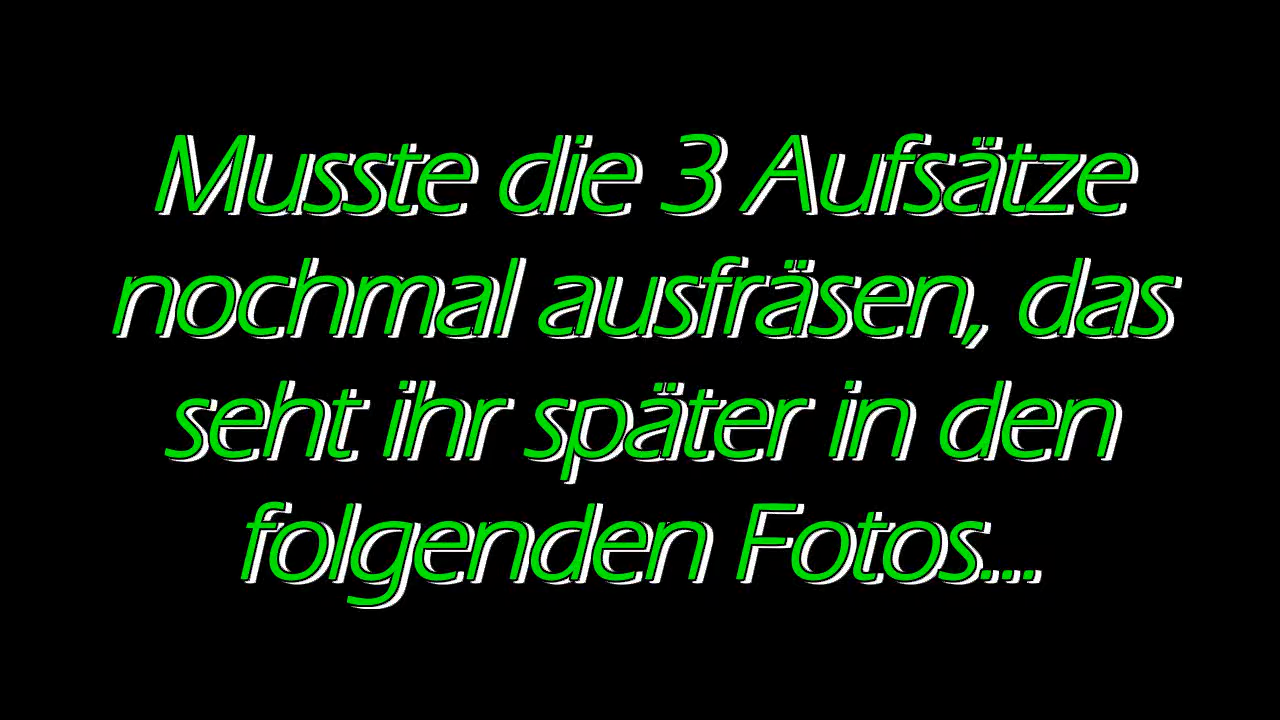 Musste die 3 Aufsätze
nochmal ausfräsen, das
seht ihr später in den
folgenden Fotos...